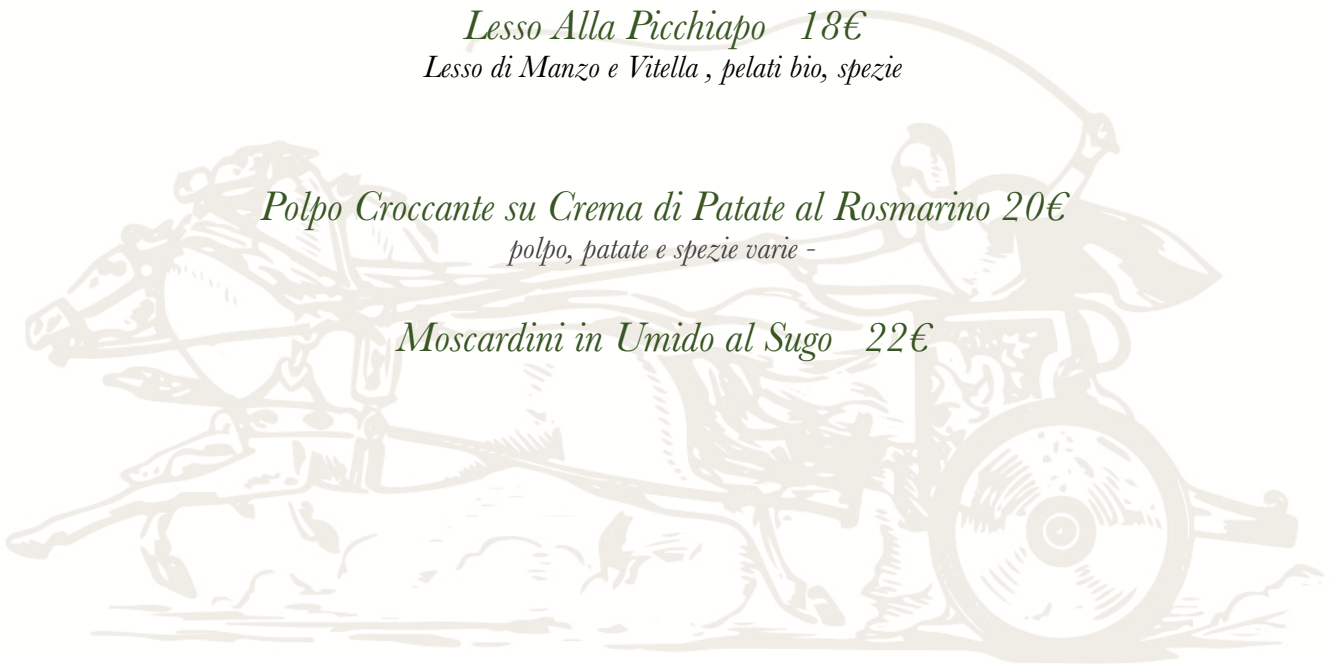 Lesso Alla Picchiapo 18€
Lesso di Manzo e Vitella , pelati bio, spezie
Polpo Croccante su Crema di Patate al Rosmarino 20€
polpo, patate e spezie varie -
Moscardini in Umido al Sugo 22€